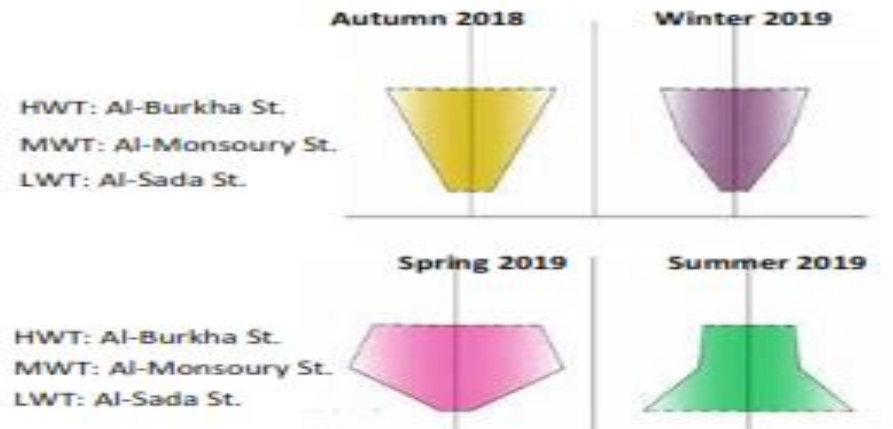 Autumn 2018 Winter 2019
HWT: Al-Burkha St.
MWT: Al-Monsoury St.
LWT: Al-Sada St.
Spring 2019 Summer 2019
HWT: Al-Burkha St.
MWT: Al-Monsoury St.
LWT: Al-Sada St.